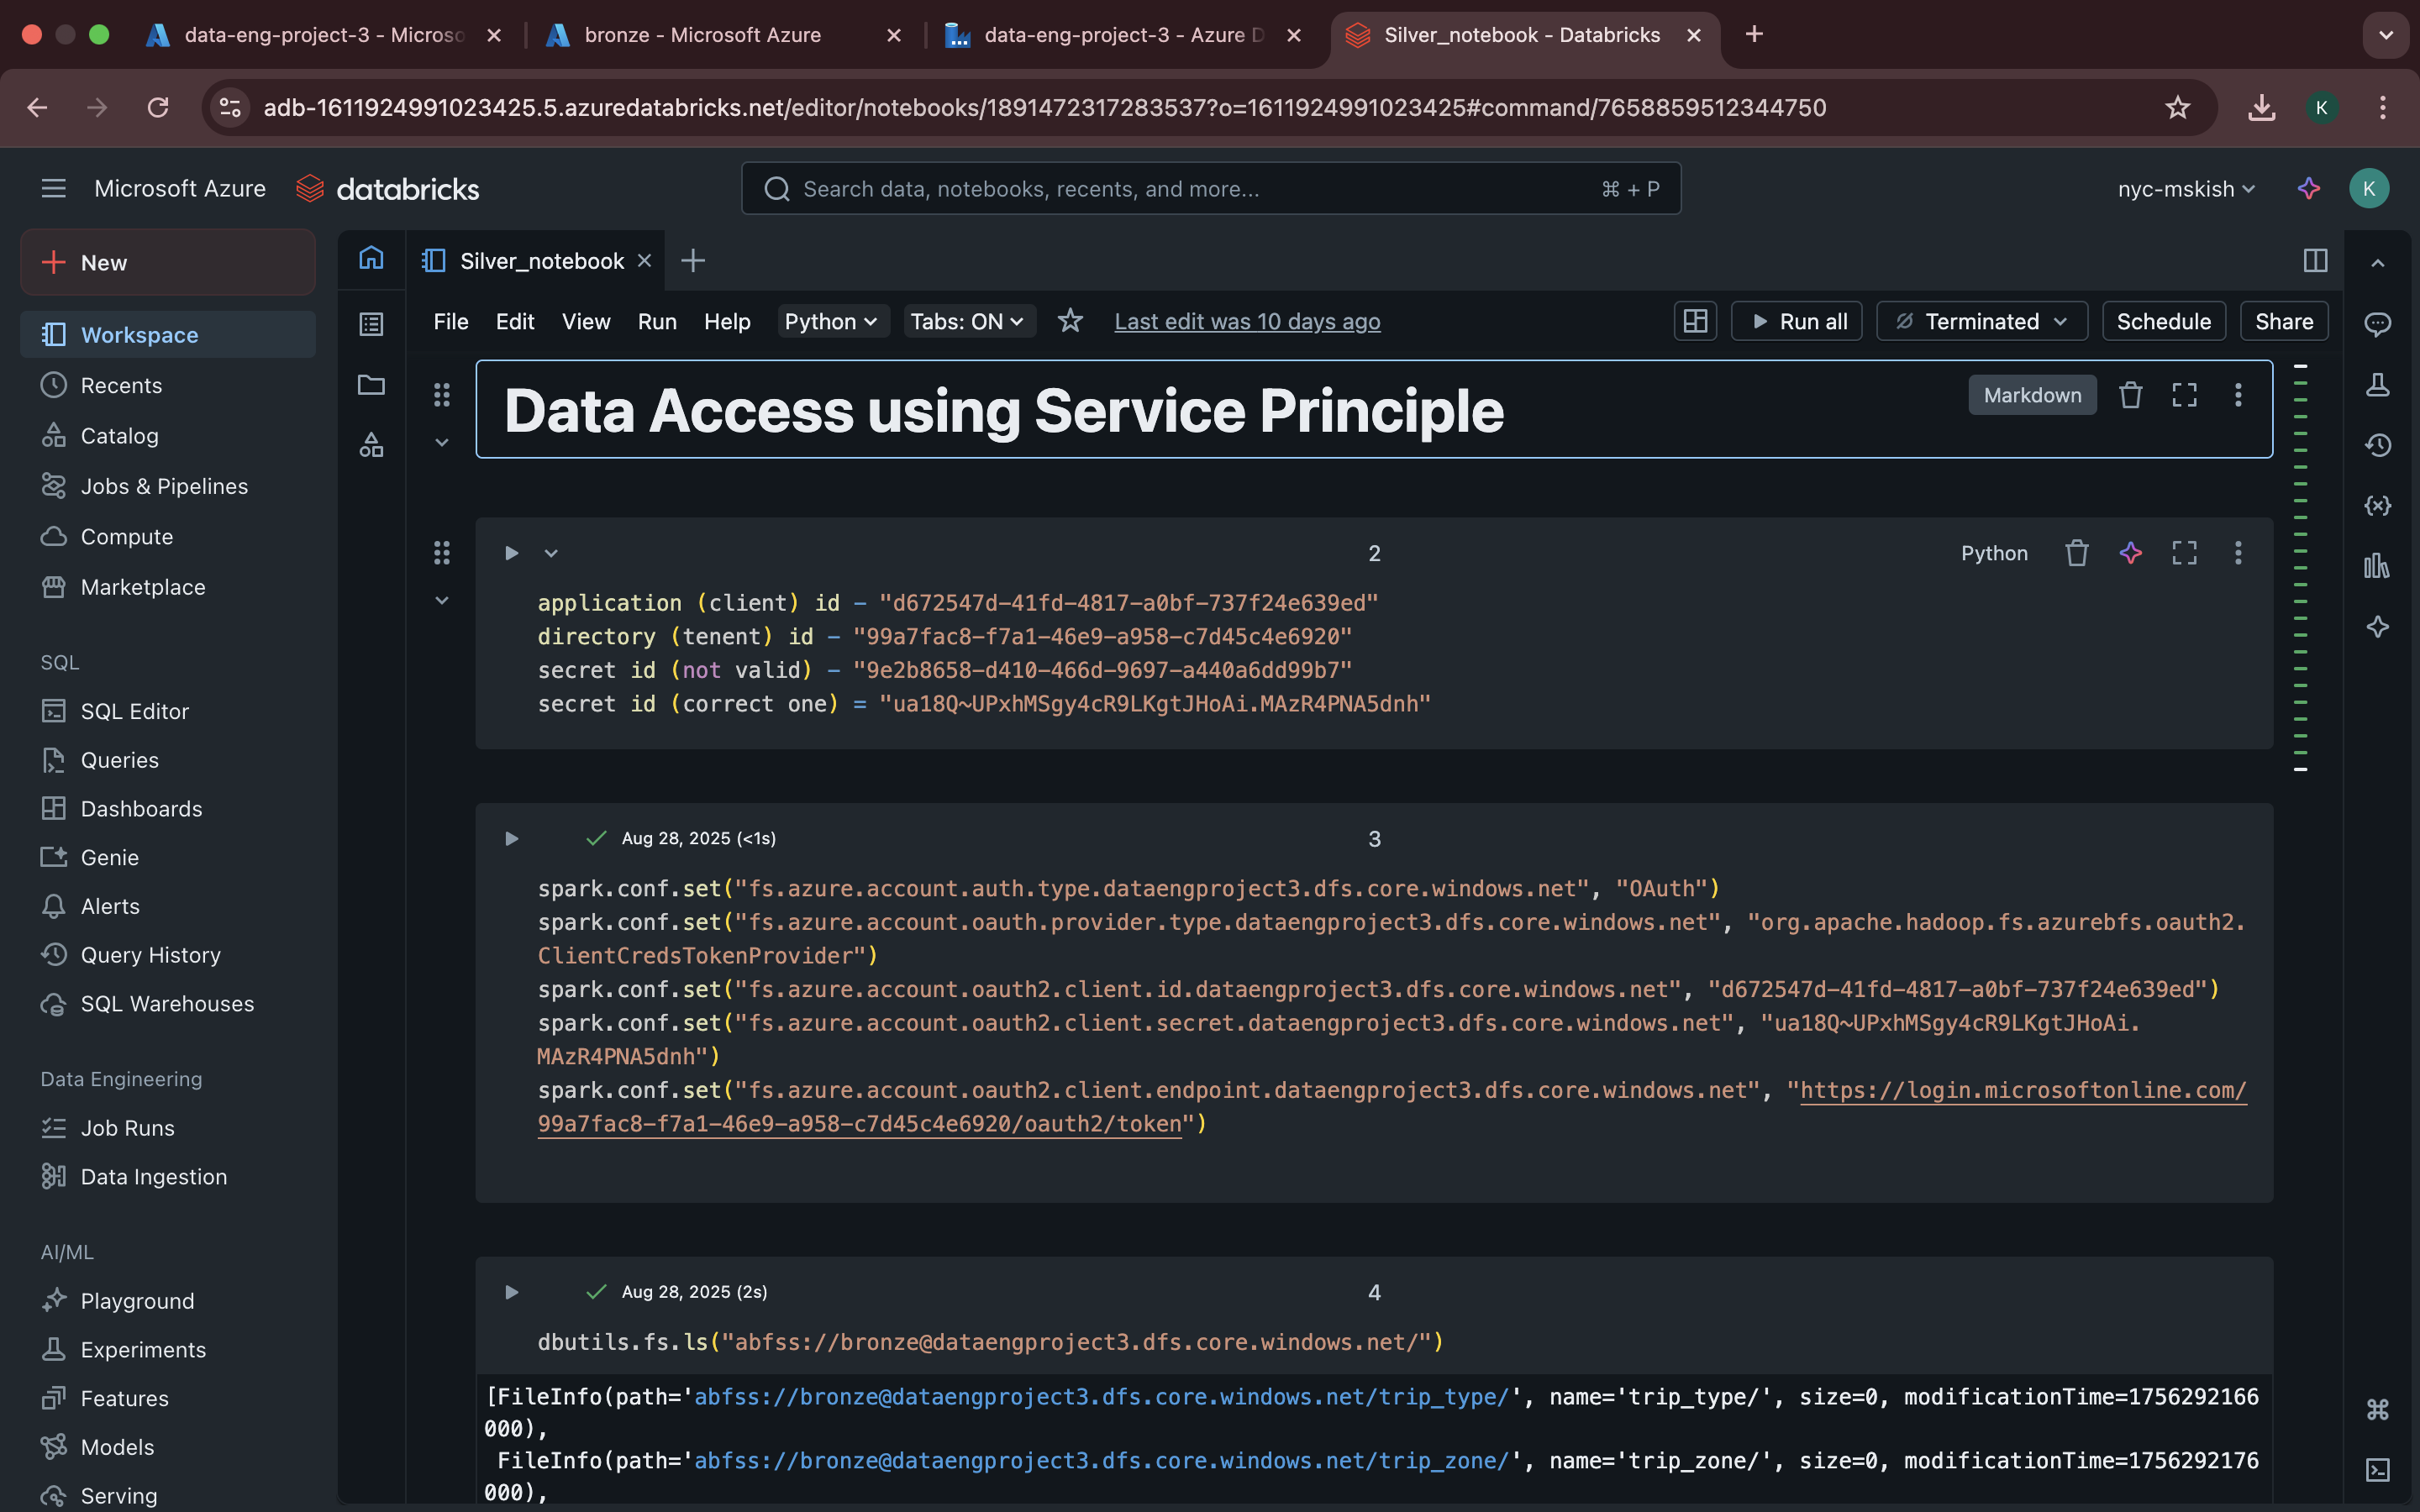 data-eng-project-3 - Micros
bronze - Microsoft Azure
data-eng-project-3 - Azure D
Silver_notebook - Databricks
adb-1611924991023425.5.azuredatabricks.net/editor/notebooks/1891472317283537?o=1611924991023425#command/7658859512344750
K
Microsoft Azure
databricks
Search data, notebooks, recents, and more...
⌘ + P
nyc-mskish
K
New
Workspace
Recents
Catalog
Jobs & Pipelines
Compute
Marketplace
SQL
SQL Editor
Queries
Dashboards
Genie
Alerts
Query History
SQL Warehouses
Data Engineering
Job Runs
Data Ingestion
AI/ML
Playground
Experiments
Features
Models
Serving
Silver_notebook
File Edit View Run Help Python Tabs: ON Last edit was 10 days ago
Run all Terminated Schedule Share
Data Access using Service Principle
Markdown
2
Python
application (client) id - "d672547d-41fd-4817-a0bf-737f24e639ed"
directory (tenent) id - "99a7fac8-f7a1-46e9-a958-c7d45c4e6920"
secret id (not valid) - "9e2b8658-d410-466d-9697-a440a6dd99b7"
secret id (correct one) = "ua18Q~UPxhMSgy4cR9LKgtJHoAi.MAzR4PNA5dnh"
Aug 28, 2025 (<1s)
3
spark.conf.set("fs.azure.account.auth.type.dataengproject3.dfs.core.windows.net", "OAuth")
spark.conf.set("fs.azure.account.oauth.provider.type.dataengproject3.dfs.core.windows.net", "org.apache.hadoop.fs.azurebfs.oauth2.
ClientCredsTokenProvider")
spark.conf.set("fs.azure.account.oauth2.client.id.dataengproject3.dfs.core.windows.net", "d672547d-41fd-4817-a0bf-737f24e639ed")
spark.conf.set("fs.azure.account.oauth2.client.secret.dataengproject3.dfs.core.windows.net", "ua18Q~UPxhMSgy4cR9LKgtJHoAi.
MAzR4PNA5dnh")
spark.conf.set("fs.azure.account.oauth2.client.endpoint.dataengproject3.dfs.core.windows.net", "https://login.microsoftonline.com/
99a7fac8-f7a1-46e9-a958-c7d45c4e6920/oauth2/token")
Aug 28, 2025 (2s)
4
dbutils.fs.ls("abfss://bronze@dataengproject3.dfs.core.windows.net/")
[FileInfo(path='abfss://bronze@dataengproject3.dfs.core.windows.net/trip_type/', name='trip_type/', size=0, modificationTime=1756292166
000),
FileInfo(path='abfss://bronze@dataengproject3.dfs.core.windows.net/trip_zone/', name='trip_zone/', size=0, modificationTime=1756292176
000),